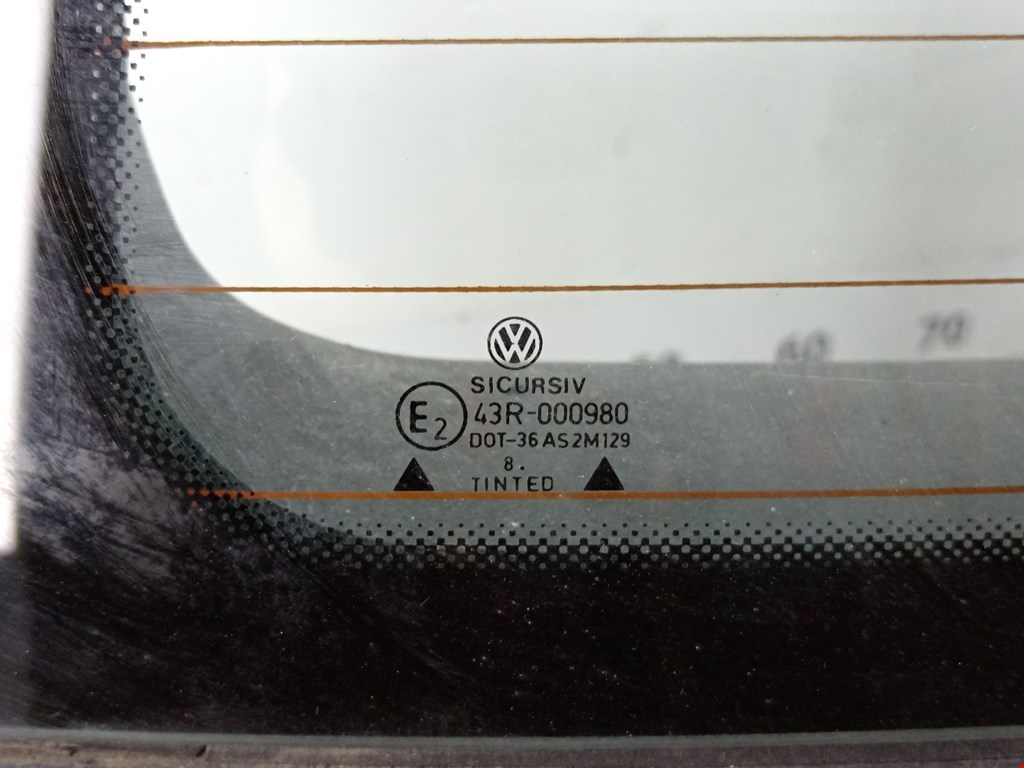 60 70
SICURSIV
E2 43R-000980
DOT-36 AS2M129
8.
TINTED